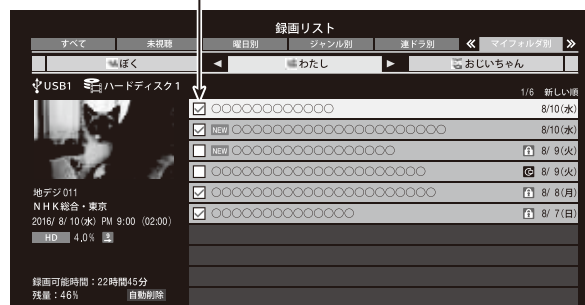 録画リスト
すべて 未視聴 曜日別 ジャンル別 連ドラ別 マイフォルダ別
ぼく わたし おじいちゃん
USB1 ハードディスク1
1/6 新しい順
○○○○○○○○○○○○ 8/10(水)
NEW ○○○○○○○○○○○○○○○○○○○○○ 8/10(水)
NEW ○○○○○○○○○○○○○○○○ 8/ 9(火)
○○○○○○○○○○○○○○○○○○○○○ 8/ 9(火)
○○○○○○○○○○○○○○○○○○○○○○ 8/ 8(月)
○○○○○○○○○○○○○○ 8/ 7(日)
地デジ 011
NHK総合・東京
2016/ 8/ 10(水) PM 9:00 (02:00)
HD 4.0%
録画可能時間:22時間45分
残量:46% 自動削除